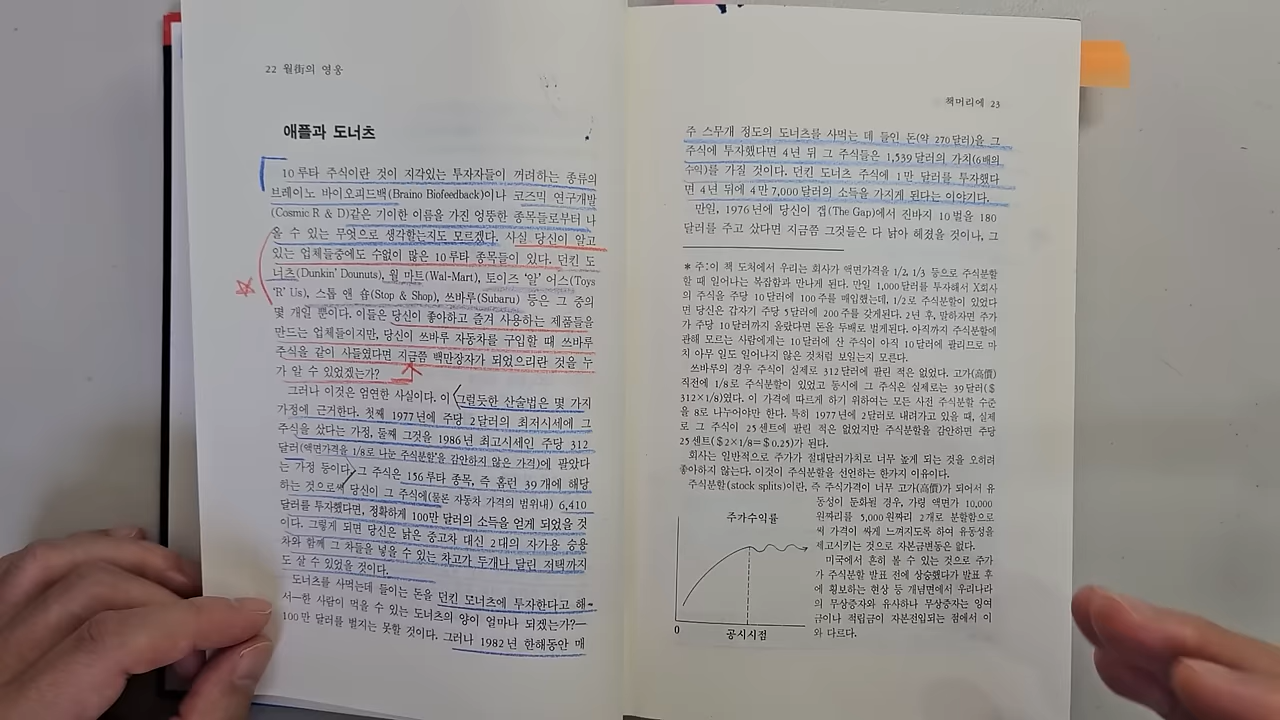 22 월街의 영웅
애플과 도너츠
10루타 주식이란 것이 지각있는 투자자들이 꺼려하는 종류의
브레이노 바이오피드백(Braino Biofeedback)이나 코즈믹 연구개발
(Cosmic R & D)같은 기이한 이름을 가진 엉뚱한 종목들로부터 나
올 수 있는 무엇으로 생각할는지도 모르겠다. 사실 당신이 알고
있는 업체들중에도 수없이 많은 10루타 종목들이 있다. 던킨 도
너츠(Dunkin' Dounuts), 월 마트(Wal-Mart), 토이즈 '알' 어스(Toys
'R' Us), 스톱 앤 숍(Stop & Shop), 쓰바루(Subaru) 등은 그 중의
몇 개일 뿐이다. 이들은 당신이 좋아하고 즐겨 사용하는 제품들을
만드는 업체들이지만, 당신이 쓰바루 자동차를 구입할 때 쓰바루
주식을 같이 사들였다면 지금쯤 백만장자가 되었으리란 것을 누
가 알 수 있었겠는가?
그러나 이것은 엄연한 사실이다. 이 그럴듯한 산술법은 몇 가지
가정에 근거한다. 첫째 1977년에 주당 2달러의 최저시세에 그
주식을 샀다는 가정, 둘째 그것을 1986년 최고시세인 주당 312
달러(액면가격을 1/8로 나눈 주식분할*을 감안하지 않은 가격)에 팔았다
는 가정 등이다. 그 주식은 156루타 종목, 즉 홈런 39개에 해당
하는 것으로써 당신이 그 주식에(물론 자동차 가격의 범위내) 6,410
달러를 투자했다면, 정확하게 100만 달러의 소득을 얻게 되었을 것
이다. 그렇게 되면 당신은 낡은 중고차 대신 2대의 자가용 승용
차와 함께 그 차들을 넣을 수 있는 차고가 두개나 달린 저택까지
도 살 수 있었을 것이다.
도너츠를 사먹는데 들이는 돈을 던킨 도너츠에 투자한다고 해
서—한 사람이 먹을 수 있는 도너츠의 양이 얼마나 되겠는가?—
100만 달러를 벌지는 못할 것이다. 그러나 1982년 한해동안 매
책머리에 23
주 스무개 정도의 도너츠를 사먹는 데 들인 돈(약 270달러)을 그
주식에 투자했다면 4년 뒤 그 주식들은 1,539달러의 가치(6배의
수익)를 가질 것이다. 던킨 도너츠 주식에 1만 달러를 투자했다
면 4년 뒤에 4만 7,000달러의 소득을 가지게 된다는 이야기다.
만일, 1976년에 당신이 갭(The Gap)에서 진바지 10벌을 180
달러를 주고 샀다면 지금쯤 그것들은 다 낡아 헤졌을 것이나, 그
* 주:이 책 도처에서 우리는 회사가 액면가격을 1/2, 1/3 등으로 주식분할
할 때 일어나는 복잡함과 만나게 된다. 만일 1,000달러를 투자해서 X회사
의 주식을 주당 10달러에 100주를 매입했는데, 1/2로 주식분할이 있었다
면 당신은 갑자기 주당 5달러에 200주를 갖게된다. 2년 후, 말하자면 주가
가 주당 10달러까지 올랐다면 돈을 두배로 벌게된다. 아직까지 주식분할에
관해 모르는 사람에게는 10달러에 산 주식이 아직 10달러에 팔리므로 마
치 아무 일도 일어나지 않은 것처럼 보일는지 모른다.
쓰바루의 경우 주식이 실제로 312달러에 팔린 적은 없었다. 고가(高價)
직전에 1/8로 주식분할이 있었고 동시에 그 주식은 실제로는 39달러($
312×1/8)였다. 이 가격에 따르게 하기 위하여는 모든 사전 주식분할 수준
을 8로 나누어야만 한다. 특히 1977년에 2달러로 내려가고 있을 때, 실제
로 그 주식이 25센트에 팔린 적은 없었지만 주식분할을 감안하면 주당
25센트($2×1/8=$0.25)가 된다.
회사는 일반적으로 주가가 절대달러가치로 너무 높게 되는 것을 오히려
좋아하지 않는다. 이것이 주식분할을 선언하는 한가지 이유이다.
주식분할(stock splits)이란, 즉 주식가격이 너무 고가(高價)가 되어서 유
동성이 둔화될 경우, 가령 액면가 10,000
원짜리를 5,000원짜리 2개로 분할함으로
써 가격이 싸게 느껴지도록 하여 유동성을
제고시키는 것으로 자본금변동은 없다.
미국에서 흔히 볼 수 있는 것으로 주가
가 주식분할 발표 전에 상승했다가 발표 후
에 횡보하는 현상 등 개념면에서 우리나라
의 무상증자와 유사하나 무상증자는 잉여
금이나 적립금이 자본전입되는 점에서 이
와 다르다.
주가수익률
0
공시시점